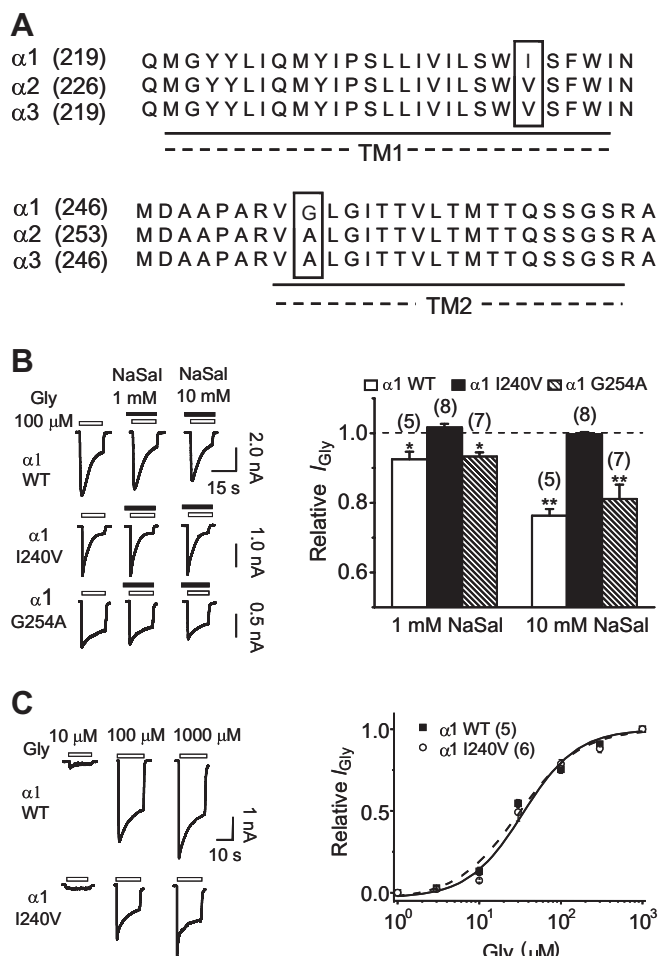 A
α1 (219) QMGYYLIQMYIPSLLIVILSWISFWIN
α2 (226) QMGYYLIQMYIPSLLIVILSWVSFWIN
α3 (219) QMGYYLIQMYIPSLLIVILSWVSFWIN
TM1
α1 (246) MDAAPARVGLGITTVLTMTTQSSGSRA
α2 (253) MDAAPARVALGITTVLTMTTQSSGSRA
α3 (246) MDAAPARVALGITTVLTMTTQSSGSRA
TM2
B
Gly
100 µM
NaSal
1 mM
NaSal
10 mM
α1
WT
2.0 nA
15 s
α1
I240V
1.0 nA
α1
G254A
0.5 nA
α1 WT α1 I240V α1 G254A
Relative IGly
1.0
0.8
0.6
(5)
*
(8)
(7)
*
(5)
**
(8)
(7)
**
1 mM NaSal 10 mM NaSal
C
Gly
10 µM 100 µM 1000 µM
α1
WT
1 nA
10 s
α1
I240V
α1 WT (5)
α1 I240V (6)
Relative IGly
1.0
0.5
0.0
10⁰ 10¹ 10² 10³
Gly (µM)